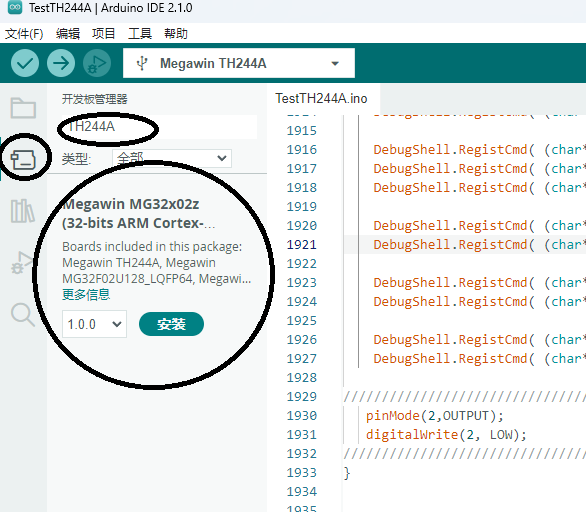 TestTH244A | Arduino IDE 2.1.0
文件(F) 编辑 项目 工具 帮助
Megawin TH244A
开发板管理器
TestTH244A.ino
TH244A
类型: 全部
Megawin MG32x02z
(32-bits ARM Cortex-...
Boards included in this package:
Megawin TH244A, Megawin
MG32F02U128_LQFP64, Megawi...
更多信息
1.0.0 安装
1915
1916 DebugShell.RegistCmd( (char*
1917 DebugShell.RegistCmd( (char*
1918 DebugShell.RegistCmd( (char*
1919
1920 DebugShell.RegistCmd( (char*
1921 DebugShell.RegistCmd( (char*
1922
1923 DebugShell.RegistCmd( (char*
1924 DebugShell.RegistCmd( (char*
1925
1926 DebugShell.RegistCmd( (char*
1927 DebugShell.RegistCmd( (char*
1928
1929 ////////////////////////////////
1930 pinMode(2,OUTPUT);
1931 digitalWrite(2, LOW);
1932 ////////////////////////////////
1933 }
1934